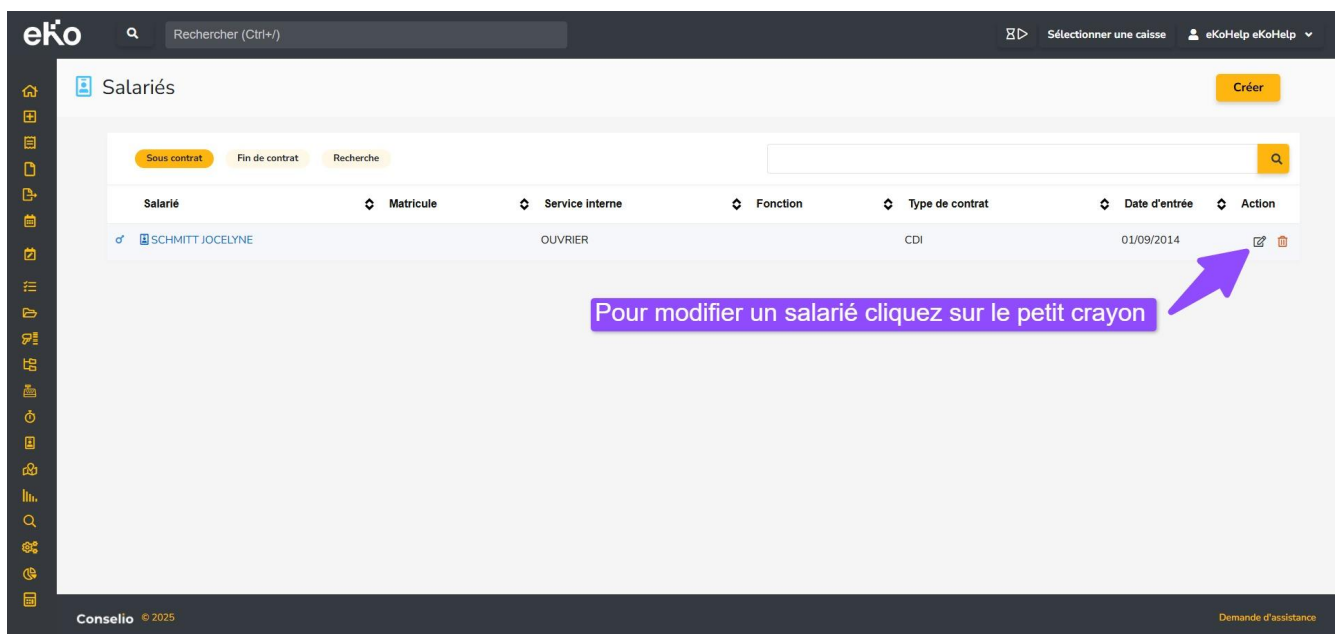 eKo
Rechercher (Ctrl+/)
Sélectionner une caisse
eKoHelp eKoHelp
Salariés
Créer
Sous contrat Fin de contrat Recherche
Salarié Matricule Service interne Fonction Type de contrat Date d'entrée Action
SCHMITT JOCELYNE OUVRIER CDI 01/09/2014
Pour modifier un salarié cliquez sur le petit crayon
Conselio © 2025
Demande d'assistance